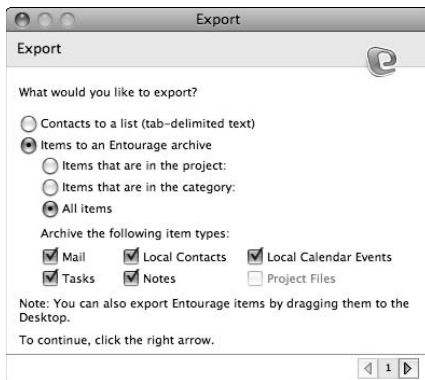 Export
Export
What would you like to export?
Contacts to a list (tab-delimited text)
Items to an Entourage archive
Items that are in the project:
Items that are in the category:
All items
Archive the following item types:
Mail Local Contacts Local Calendar Events
Tasks Notes Project Files
Note: You can also export Entourage items by dragging them to the
Desktop.
To continue, click the right arrow.
1